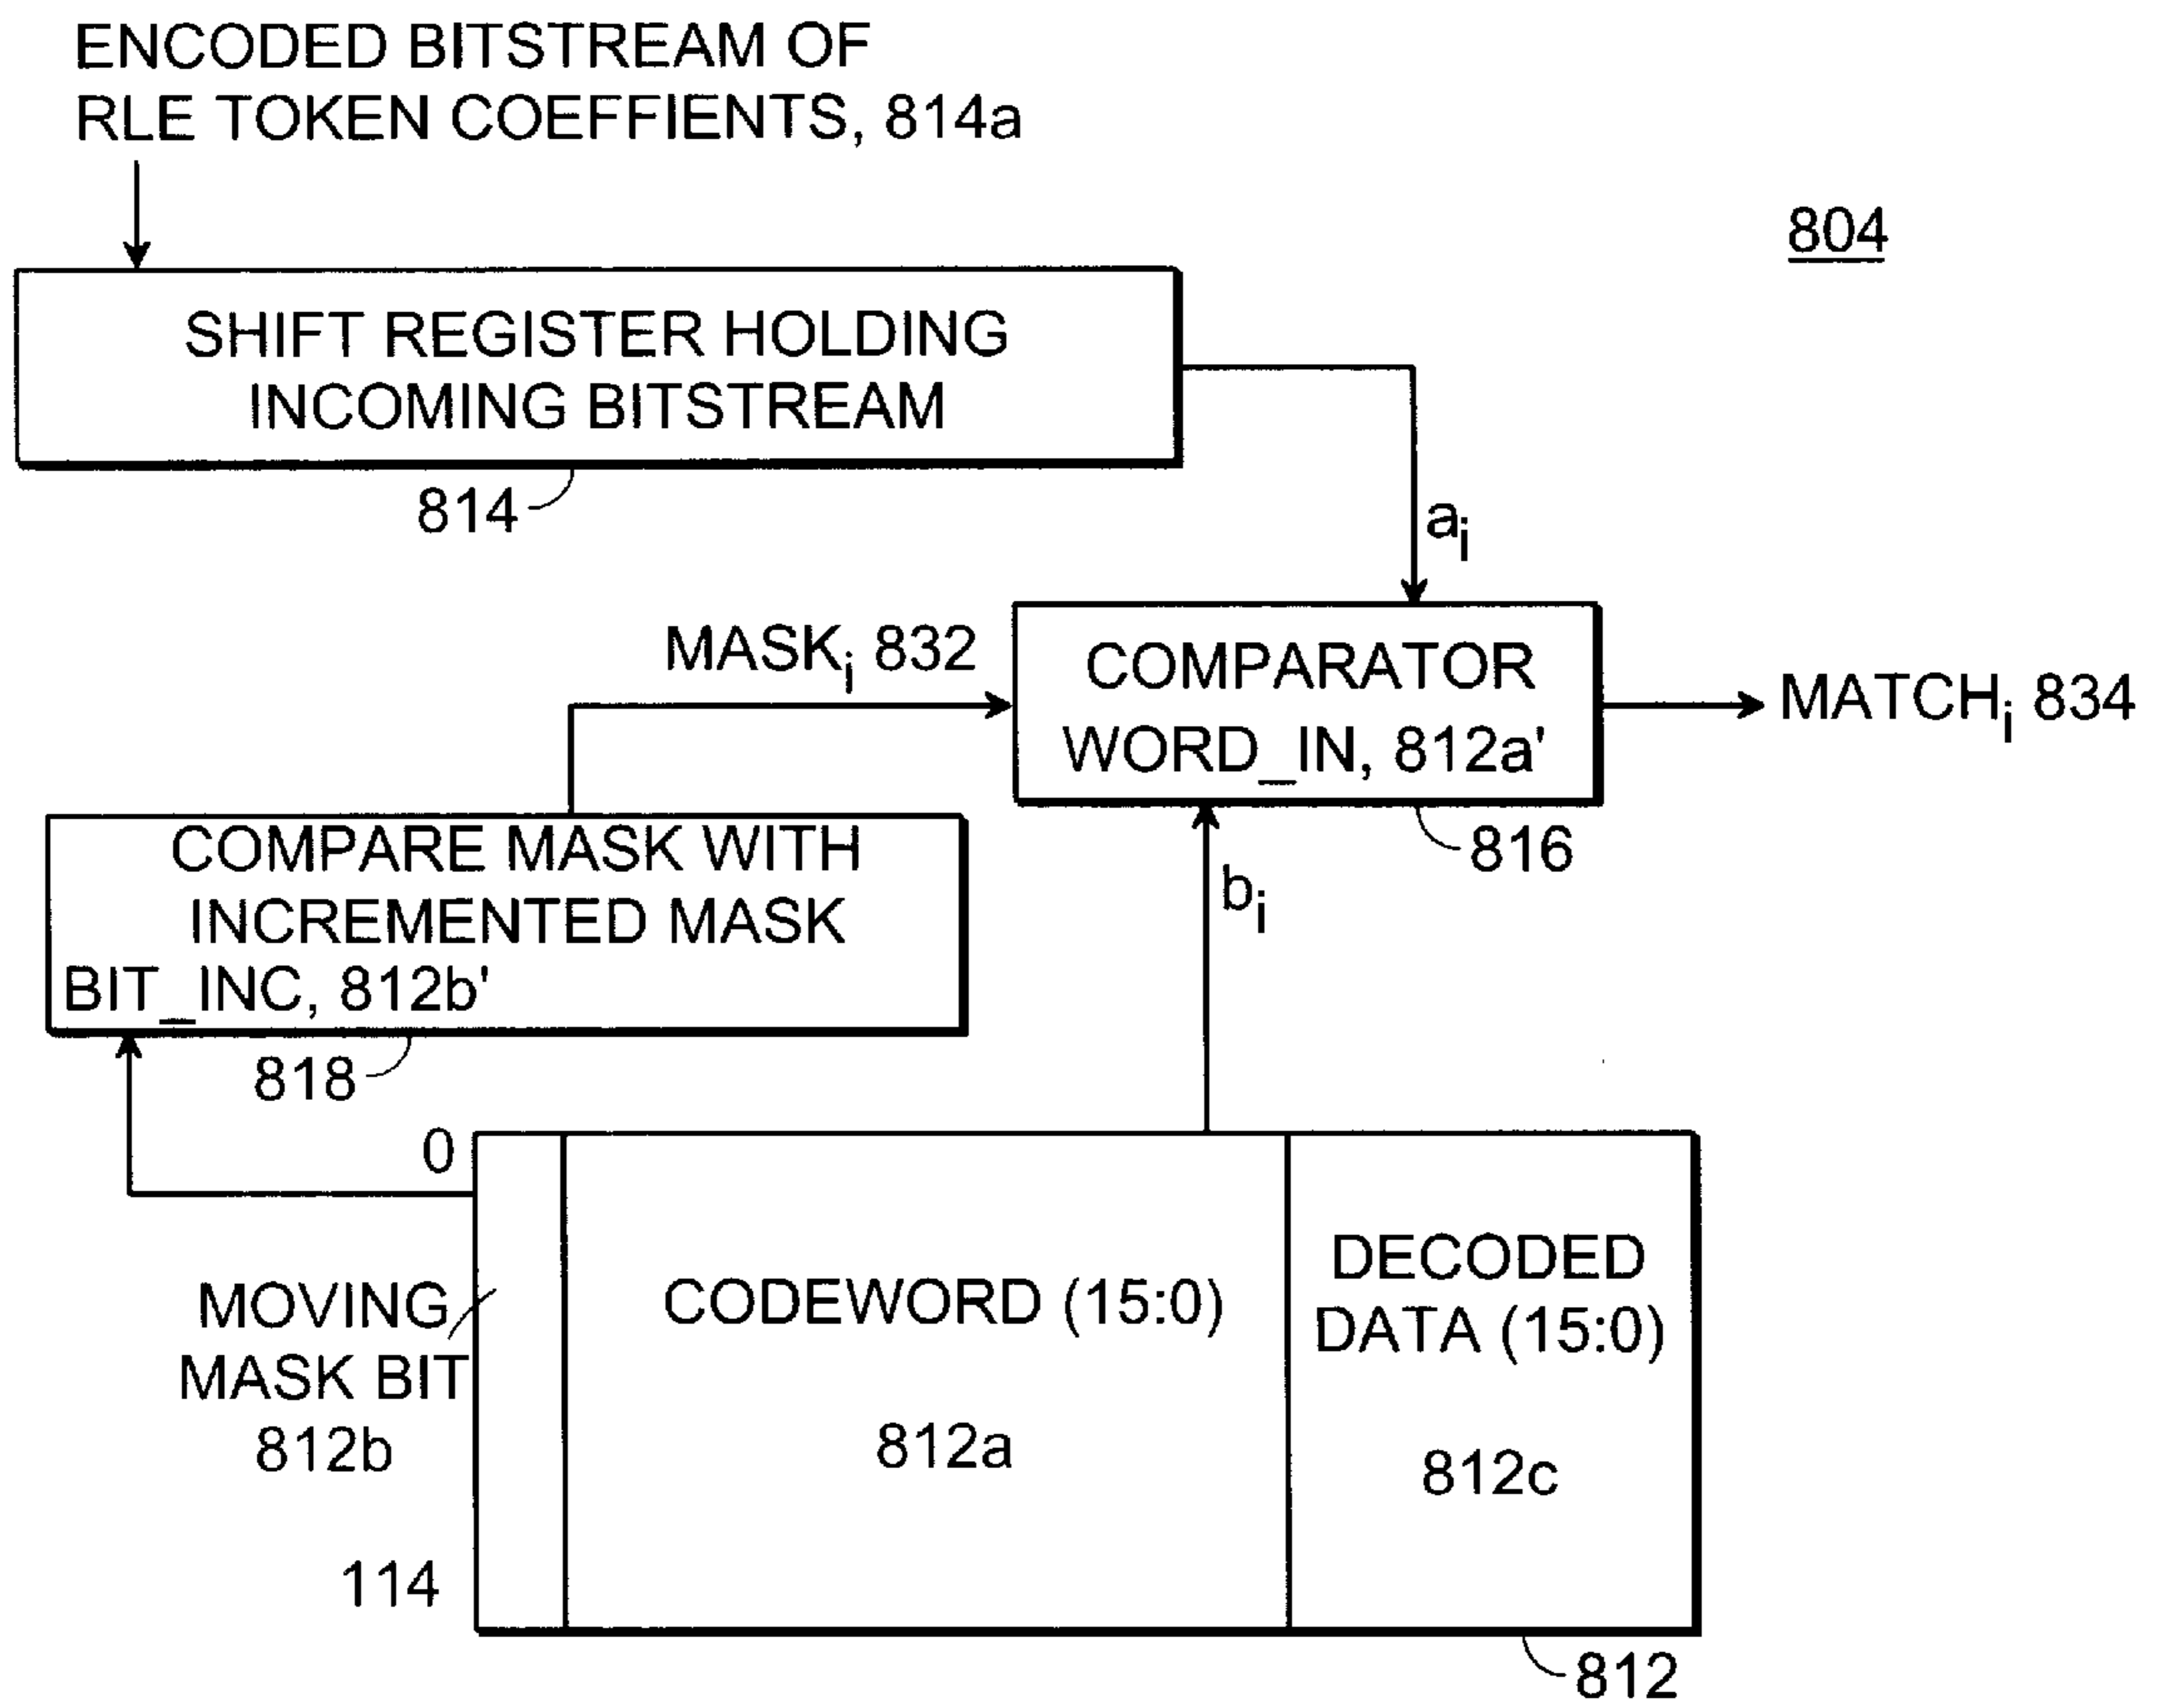 ENCODED BITSTREAM OF
RLE TOKEN COEFFIENTS, 814a
804
SHIFT REGISTER HOLDING
INCOMING BITSTREAM
814
ai
MASKi 832
COMPARATOR
WORD_IN, 812a'
MATCHi 834
816
COMPARE MASK WITH
INCREMENTED MASK
BIT_INC, 812b'
818
bi
0
MOVING
MASK BIT
812b
CODEWORD (15:0)
812a
DECODED
DATA (15:0)
812c
114
812